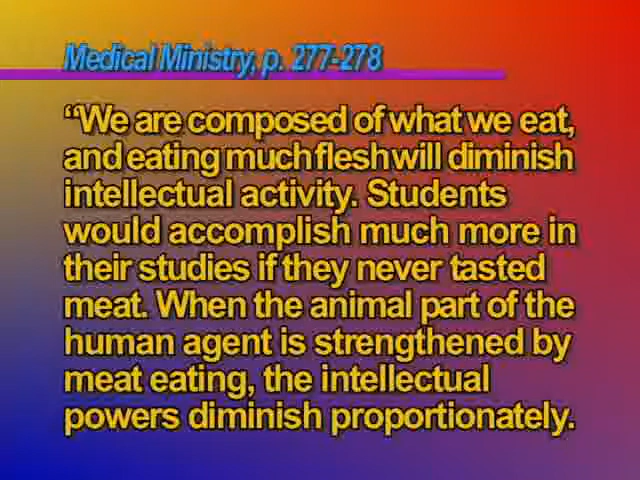 Medical Ministry, p. 277-278
“We are composed of what we eat,
and eating much flesh will diminish
intellectual activity. Students
would accomplish much more in
their studies if they never tasted
meat. When the animal part of the
human agent is strengthened by
meat eating, the intellectual
powers diminish proportionately.